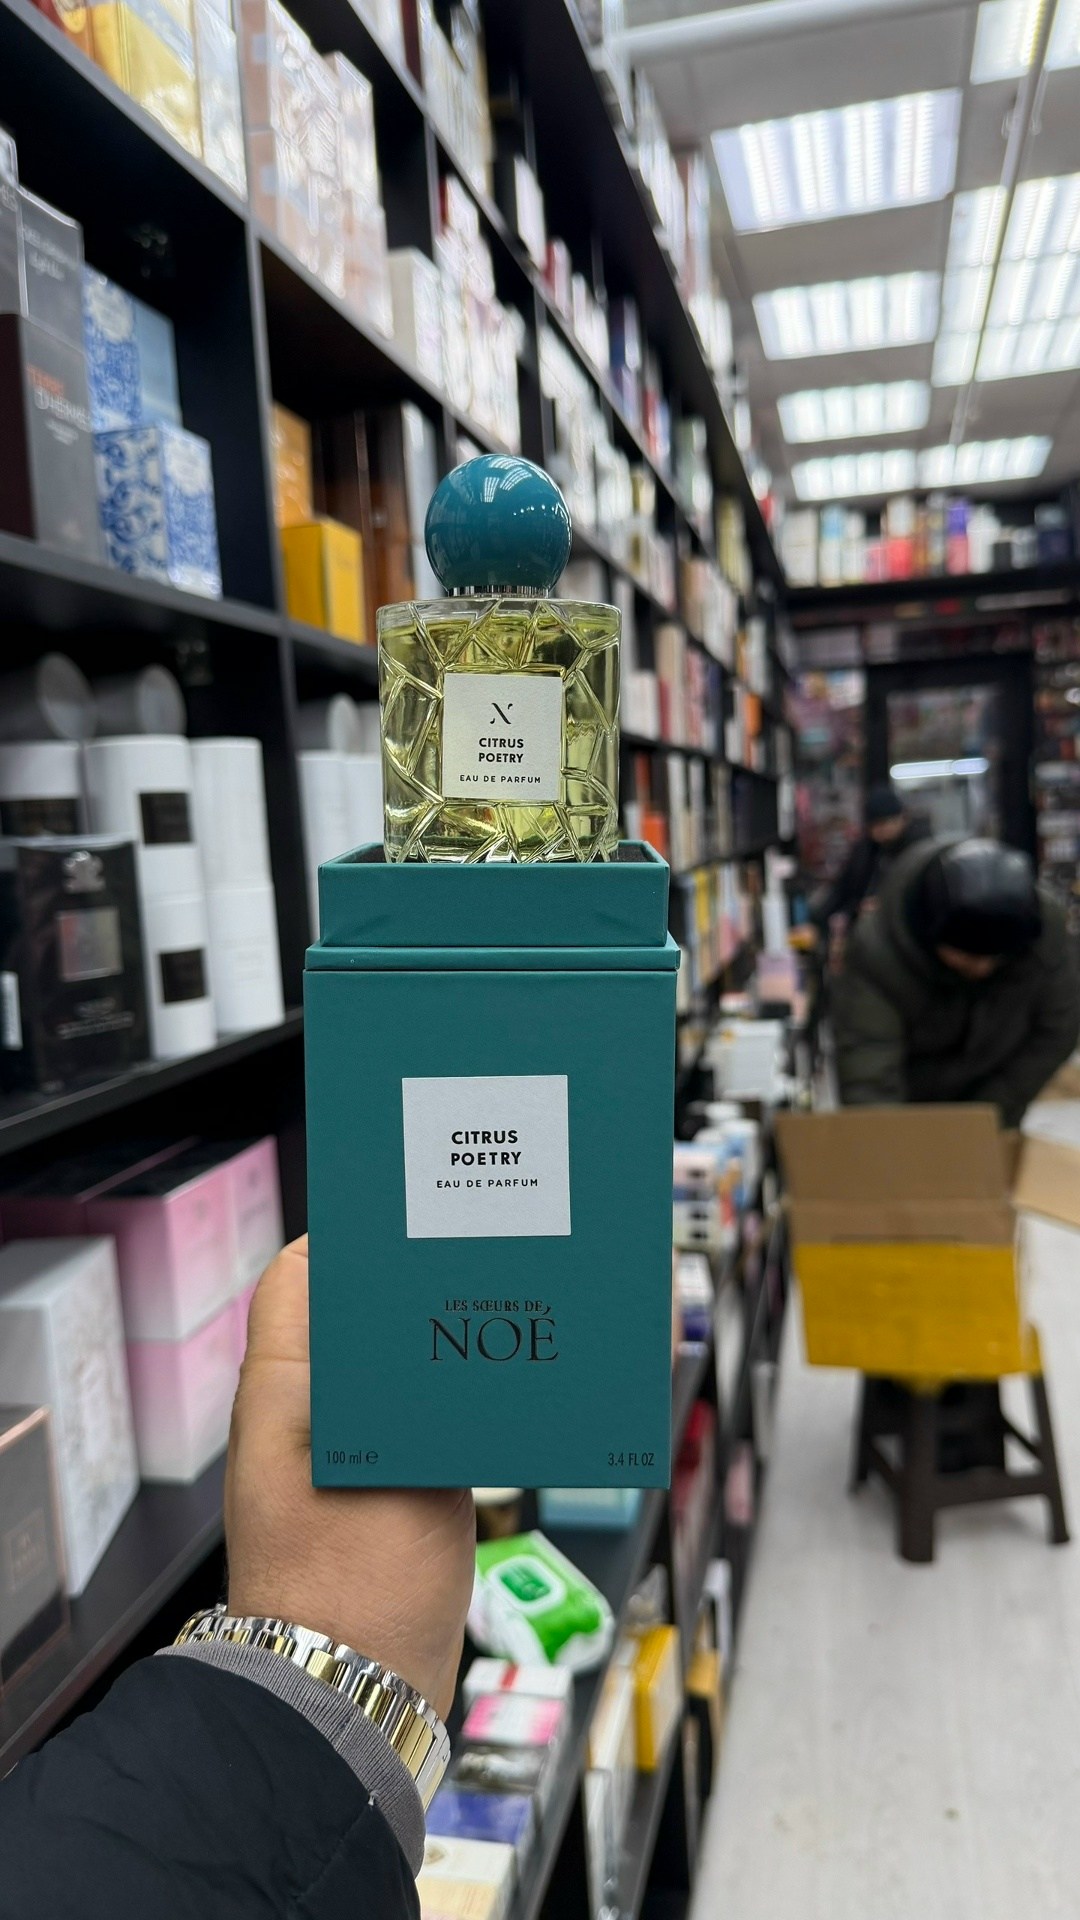 N
CITRUS
POETRY
EAU DE PARFUM
CITRUS
POETRY
EAU DE PARFUM
LES SŒURS DE
NOÉ
100 ml ℮
3.4 FL OZ